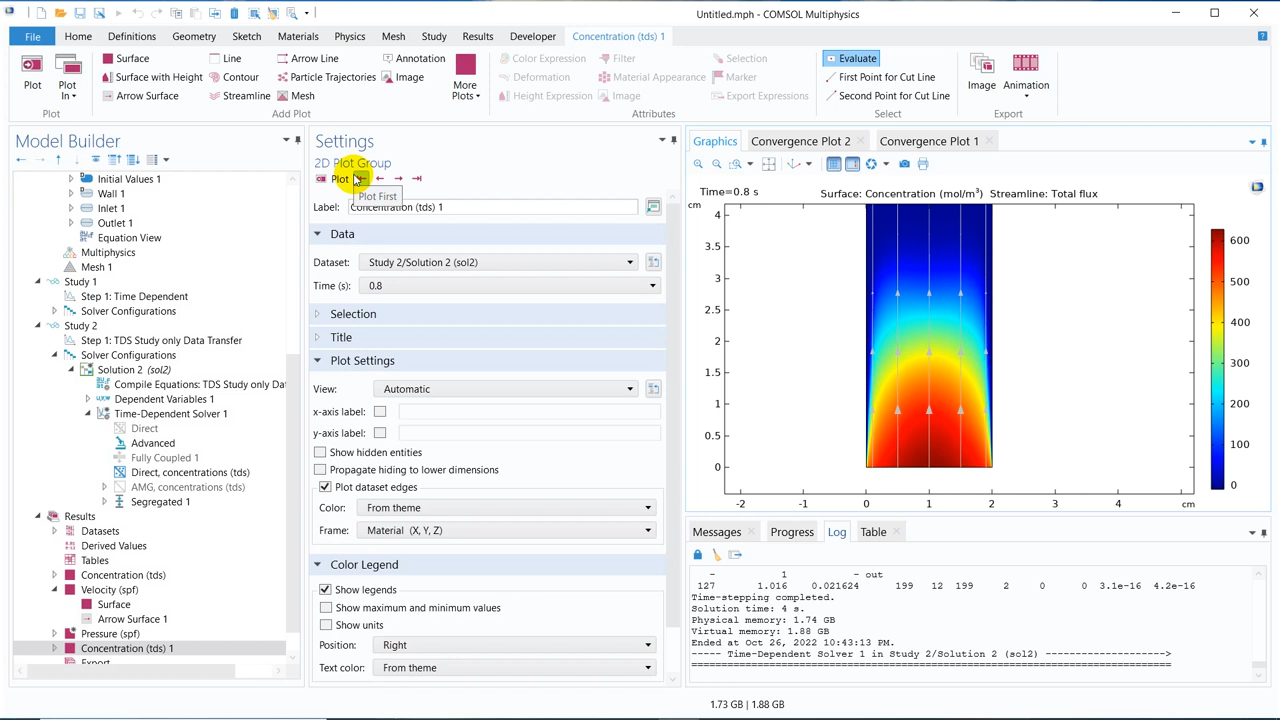 Untitled.mph - COMSOL Multiphysics
File Home Definitions Geometry Sketch Materials Physics Mesh Study Results Developer Concentration (tds) 1
Plot
Plot In
Surface
Surface with Height
Arrow Surface
Line
Contour
Streamline
Arrow Line
Particle Trajectories
Mesh
Annotation
Image
More Plots
Color Expression
Deformation
Height Expression
Filter
Material Appearance
Image
Selection
Marker
Export Expressions
Evaluate
First Point for Cut Line
Second Point for Cut Line
Image
Animation
Plot Add Plot Attributes Select Export
Model Builder
Initial Values 1
Wall 1
Inlet 1
Outlet 1
Equation View
Multiphysics
Mesh 1
Study 1
Step 1: Time Dependent
Solver Configurations
Study 2
Step 1: TDS Study only Data Transfer
Solver Configurations
Solution 2 (sol2)
Compile Equations: TDS Study only Dat
Dependent Variables 1
Time-Dependent Solver 1
Direct
Advanced
Fully Coupled 1
Direct, concentrations (tds)
AMG, concentrations (tds)
Segregated 1
Results
Datasets
Derived Values
Tables
Concentration (tds)
Velocity (spf)
Surface
Arrow Surface 1
Pressure (spf)
Concentration (tds) 1
Export
Settings
2D Plot Group
Plot
Plot First
Label: Concentration (tds) 1
Data
Dataset: Study 2/Solution 2 (sol2)
Time (s): 0.8
Selection
Title
Plot Settings
View: Automatic
x-axis label:
y-axis label:
Show hidden entities
Propagate hiding to lower dimensions
Plot dataset edges
Color: From theme
Frame: Material (X, Y, Z)
Color Legend
Show legends
Show maximum and minimum values
Show units
Position: Right
Text color: From theme
Graphics Convergence Plot 2 Convergence Plot 1
Time=0.8 s Surface: Concentration (mol/m³) Streamline: Total flux
cm
4
3.5
3
2.5
2
1.5
1
0.5
0
-2 -1 0 1 2 3 4 cm
600
500
400
300
200
100
0
Messages Progress Log Table
- 1 - out
127 1.016 0.021624 199 12 199 2 0 0 3.1e-16 4.2e-16
Time-stepping completed.
Solution time: 4 s.
Physical memory: 1.74 GB
Virtual memory: 1.88 GB
Ended at Oct 26, 2022 10:43:13 PM.
----- Time-Dependent Solver 1 in Study 2/Solution 2 (sol2) -------------------->
1.73 GB | 1.88 GB